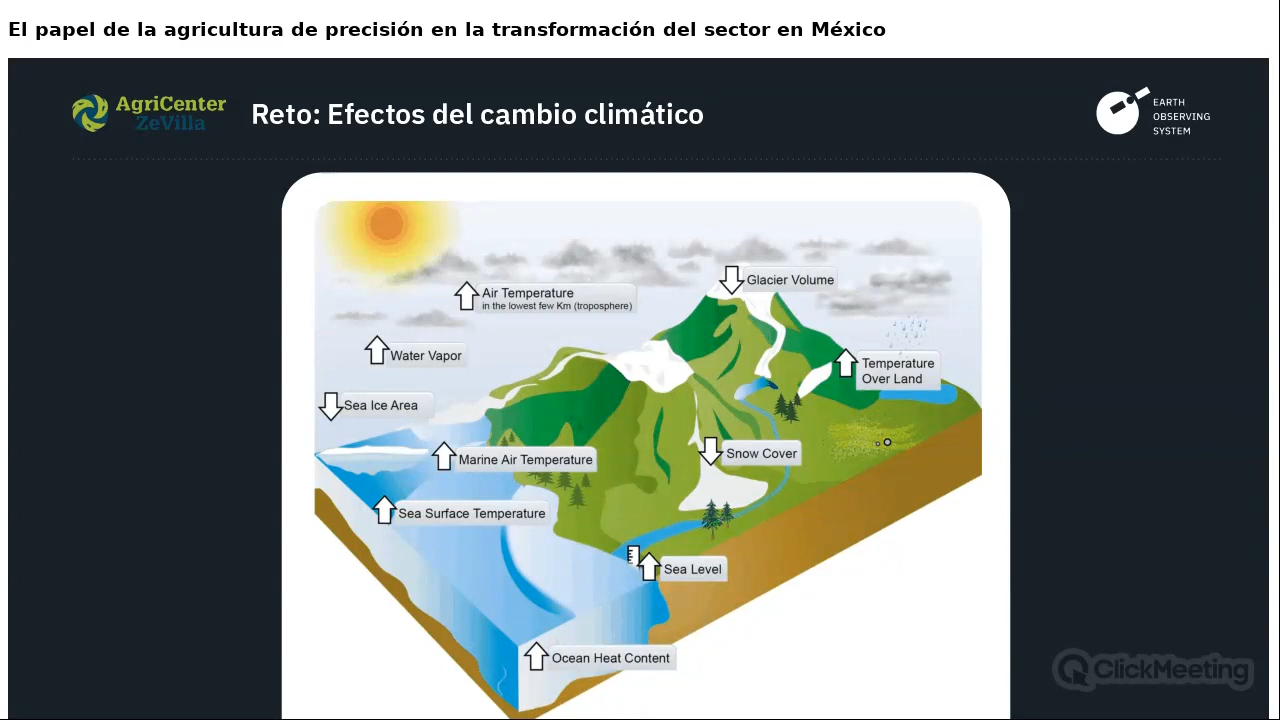 El papel de la agricultura de precisión en la transformación del sector en México
AgriCenter
ZeVilla
Reto: Efectos del cambio climático
EARTH
OBSERVING
SYSTEM
Glacier Volume
Air Temperature
in the lowest few Km (troposphere)
Water Vapor
Temperature
Over Land
Sea Ice Area
Snow Cover
Marine Air Temperature
Sea Surface Temperature
Sea Level
Ocean Heat Content
ClickMeeting